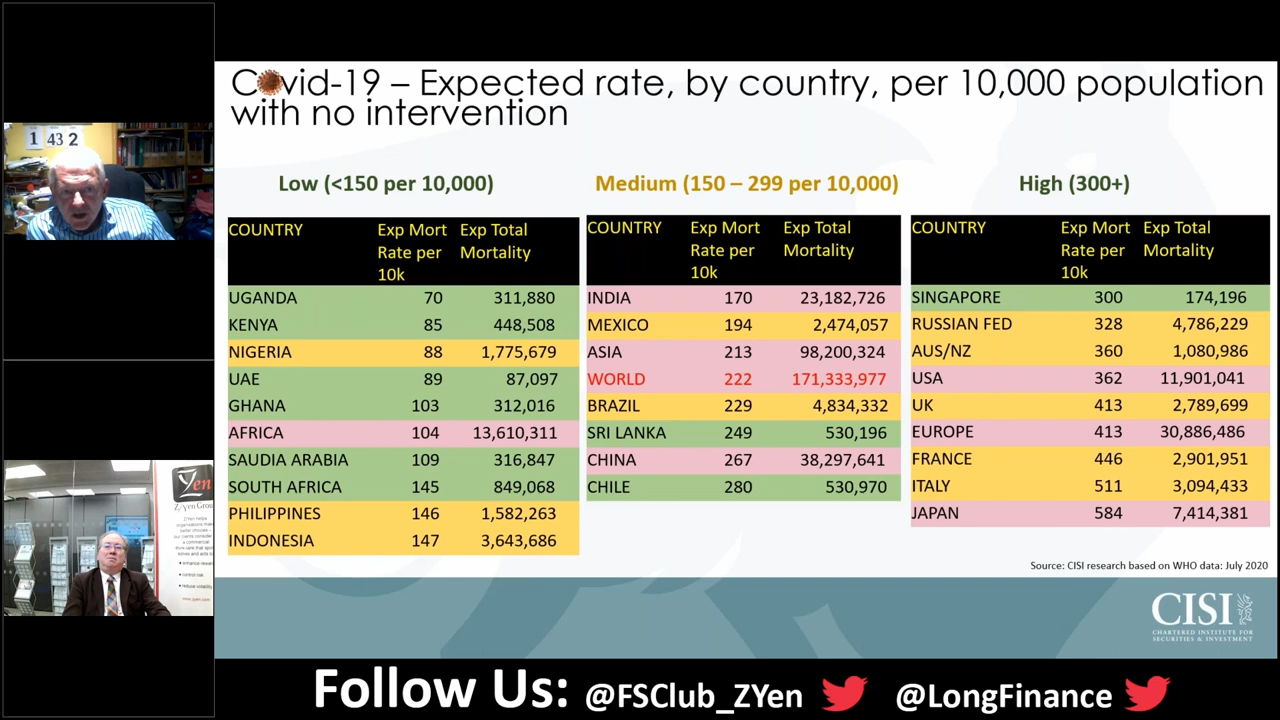 1 43 2
Covid-19 – Expected rate, by country, per 10,000 population
with no intervention
Low (<150 per 10,000)
COUNTRY Exp Mort Rate per 10k Exp Total Mortality
UGANDA 70 311,880
KENYA 85 448,508
NIGERIA 88 1,775,679
UAE 89 87,097
GHANA 103 312,016
AFRICA 104 13,610,311
SAUDIA ARABIA 109 316,847
SOUTH AFRICA 145 849,068
PHILIPPINES 146 1,582,263
INDONESIA 147 3,643,686
Medium (150 – 299 per 10,000)
COUNTRY Exp Mort Rate per 10k Exp Total Mortality
INDIA 170 23,182,726
MEXICO 194 2,474,057
ASIA 213 98,200,324
WORLD 222 171,333,977
BRAZIL 229 4,834,332
SRI LANKA 249 530,196
CHINA 267 38,297,641
CHILE 280 530,970
High (300+)
COUNTRY Exp Mort Rate per 10k Exp Total Mortality
SINGAPORE 300 174,196
RUSSIAN FED 328 4,786,229
AUS/NZ 360 1,080,986
USA 362 11,901,041
UK 413 2,789,699
EUROPE 413 30,886,486
FRANCE 446 2,901,951
ITALY 511 3,094,433
JAPAN 584 7,414,381
Source: CISI research based on WHO data: July 2020
CISI
CHARTERED INSTITUTE FOR
SECURITIES & INVESTMENT
Z/Yen
Z/Yen Grou
Follow Us: @FSClub_ZYen @LongFinance